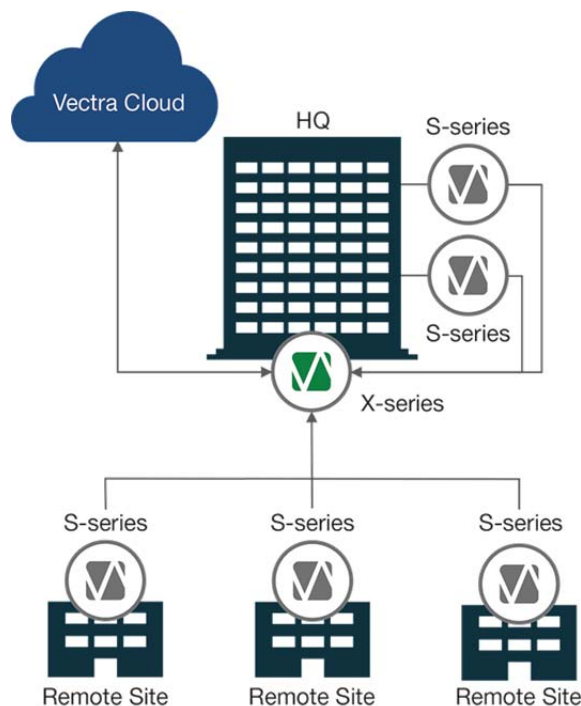 Vectra Cloud
HQ
S-series
S-series
X-series
S-series
S-series
S-series
Remote Site
Remote Site
Remote Site